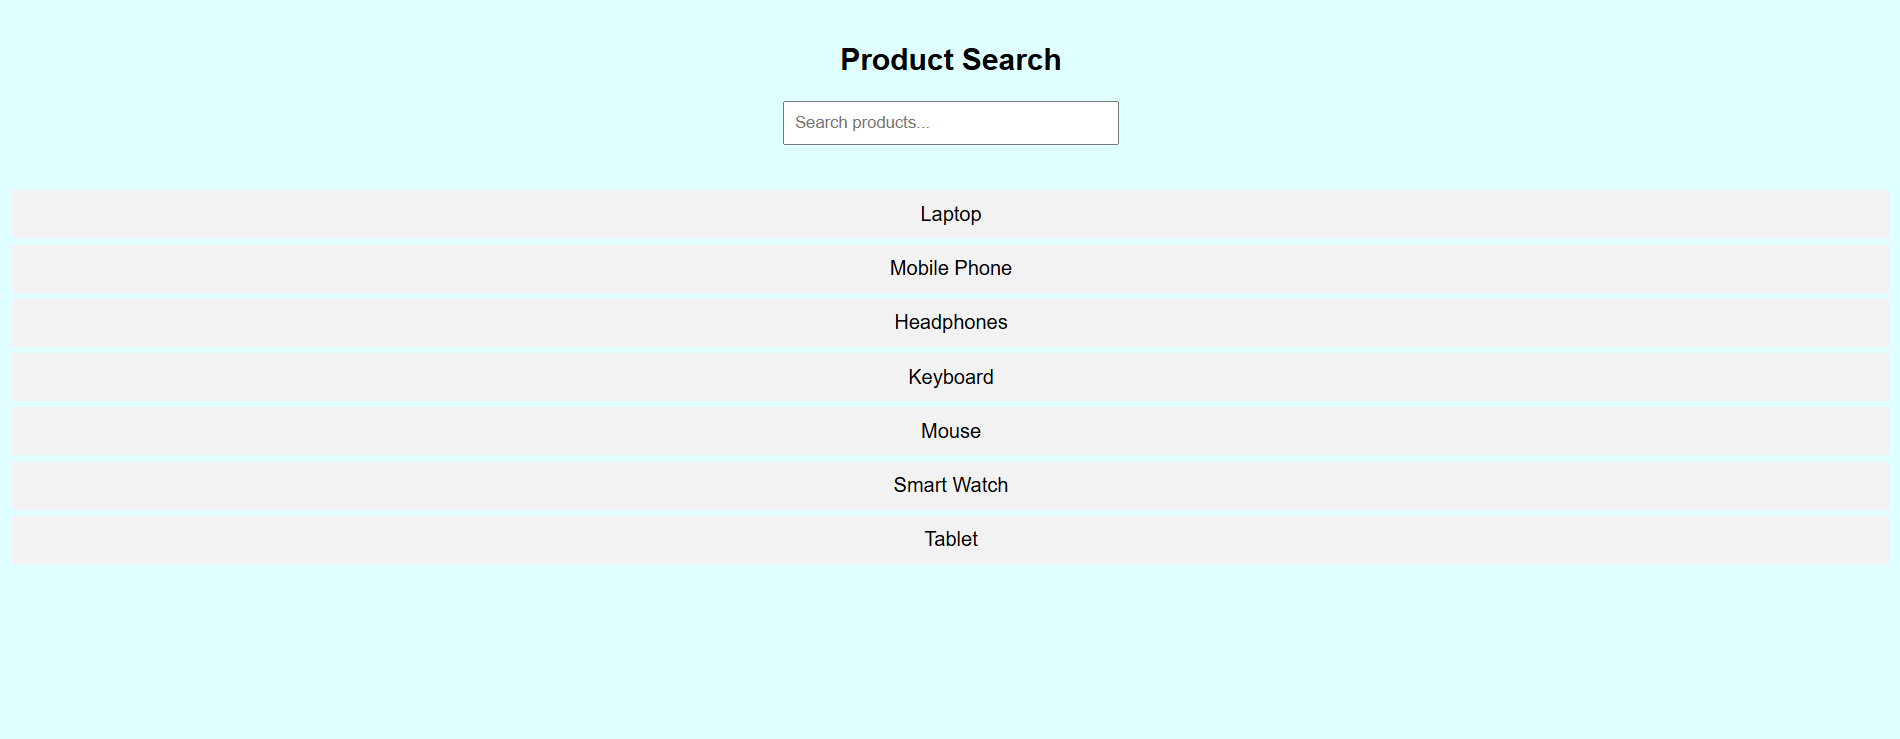 Product Search
Search products...
Laptop
Mobile Phone
Headphones
Keyboard
Mouse
Smart Watch
Tablet